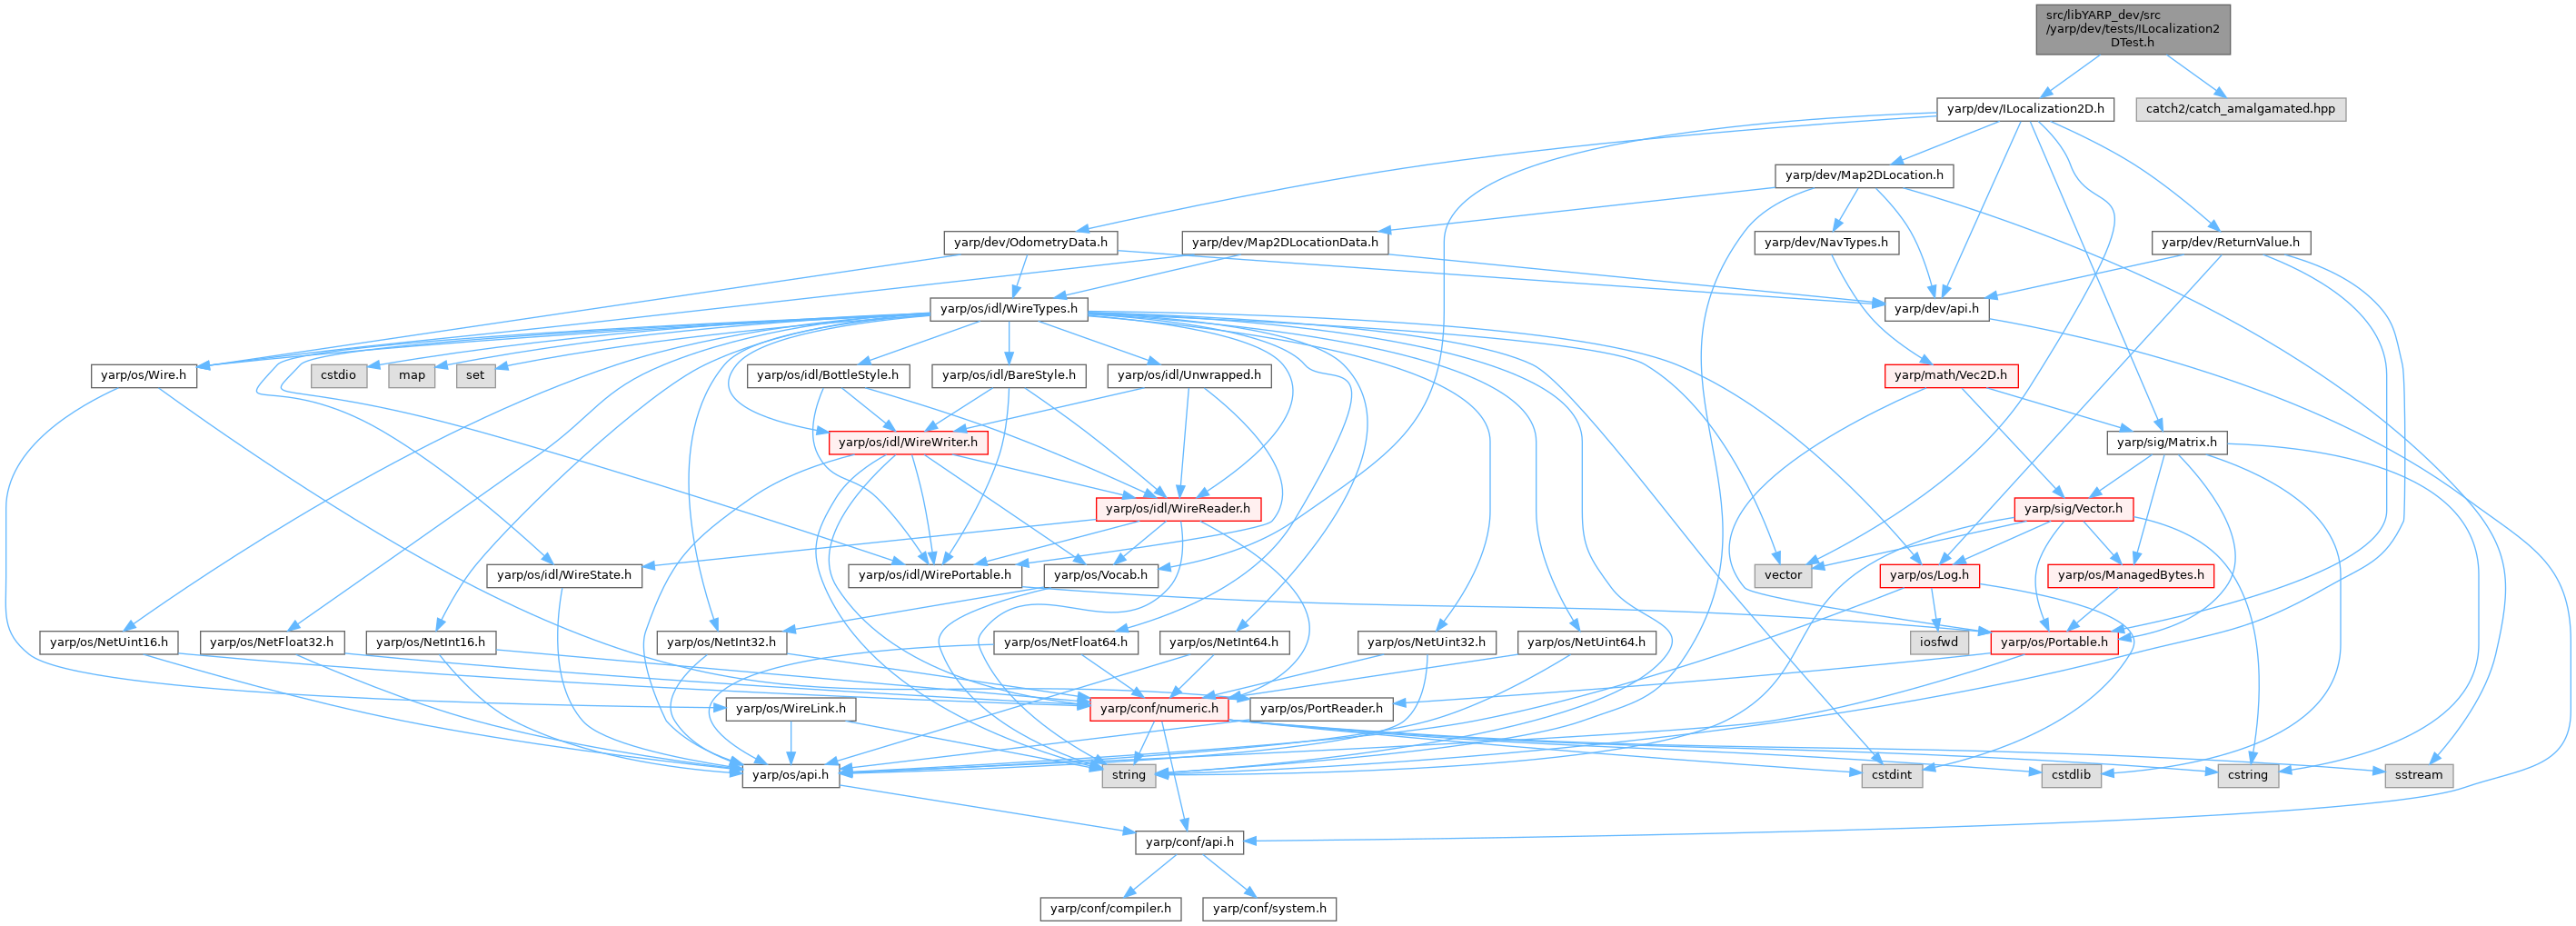 src/libYARP_dev/src
/yarp/dev/tests/ILocalization2
DTest.h
yarp/dev/ILocalization2D.h
catch2/catch_amalgamated.hpp
yarp/dev/Map2DLocation.h
yarp/dev/OdometryData.h
yarp/dev/Map2DLocationData.h
yarp/dev/NavTypes.h
yarp/dev/ReturnValue.h
yarp/os/idl/WireTypes.h
yarp/dev/api.h
yarp/os/Wire.h
cstdio
map
set
yarp/os/idl/BottleStyle.h
yarp/os/idl/BareStyle.h
yarp/os/idl/Unwrapped.h
yarp/math/Vec2D.h
yarp/os/idl/WireWriter.h
yarp/sig/Matrix.h
yarp/os/idl/WireReader.h
yarp/sig/Vector.h
yarp/os/idl/WireState.h
yarp/os/idl/WirePortable.h
yarp/os/Vocab.h
vector
yarp/os/Log.h
yarp/os/ManagedBytes.h
yarp/os/NetUint16.h
yarp/os/NetFloat32.h
yarp/os/NetInt16.h
yarp/os/NetInt32.h
yarp/os/NetFloat64.h
yarp/os/NetInt64.h
yarp/os/NetUint32.h
yarp/os/NetUint64.h
iosfwd
yarp/os/Portable.h
yarp/os/WireLink.h
yarp/conf/numeric.h
yarp/os/PortReader.h
yarp/os/api.h
string
cstdint
cstdlib
cstring
sstream
yarp/conf/api.h
yarp/conf/compiler.h
yarp/conf/system.h